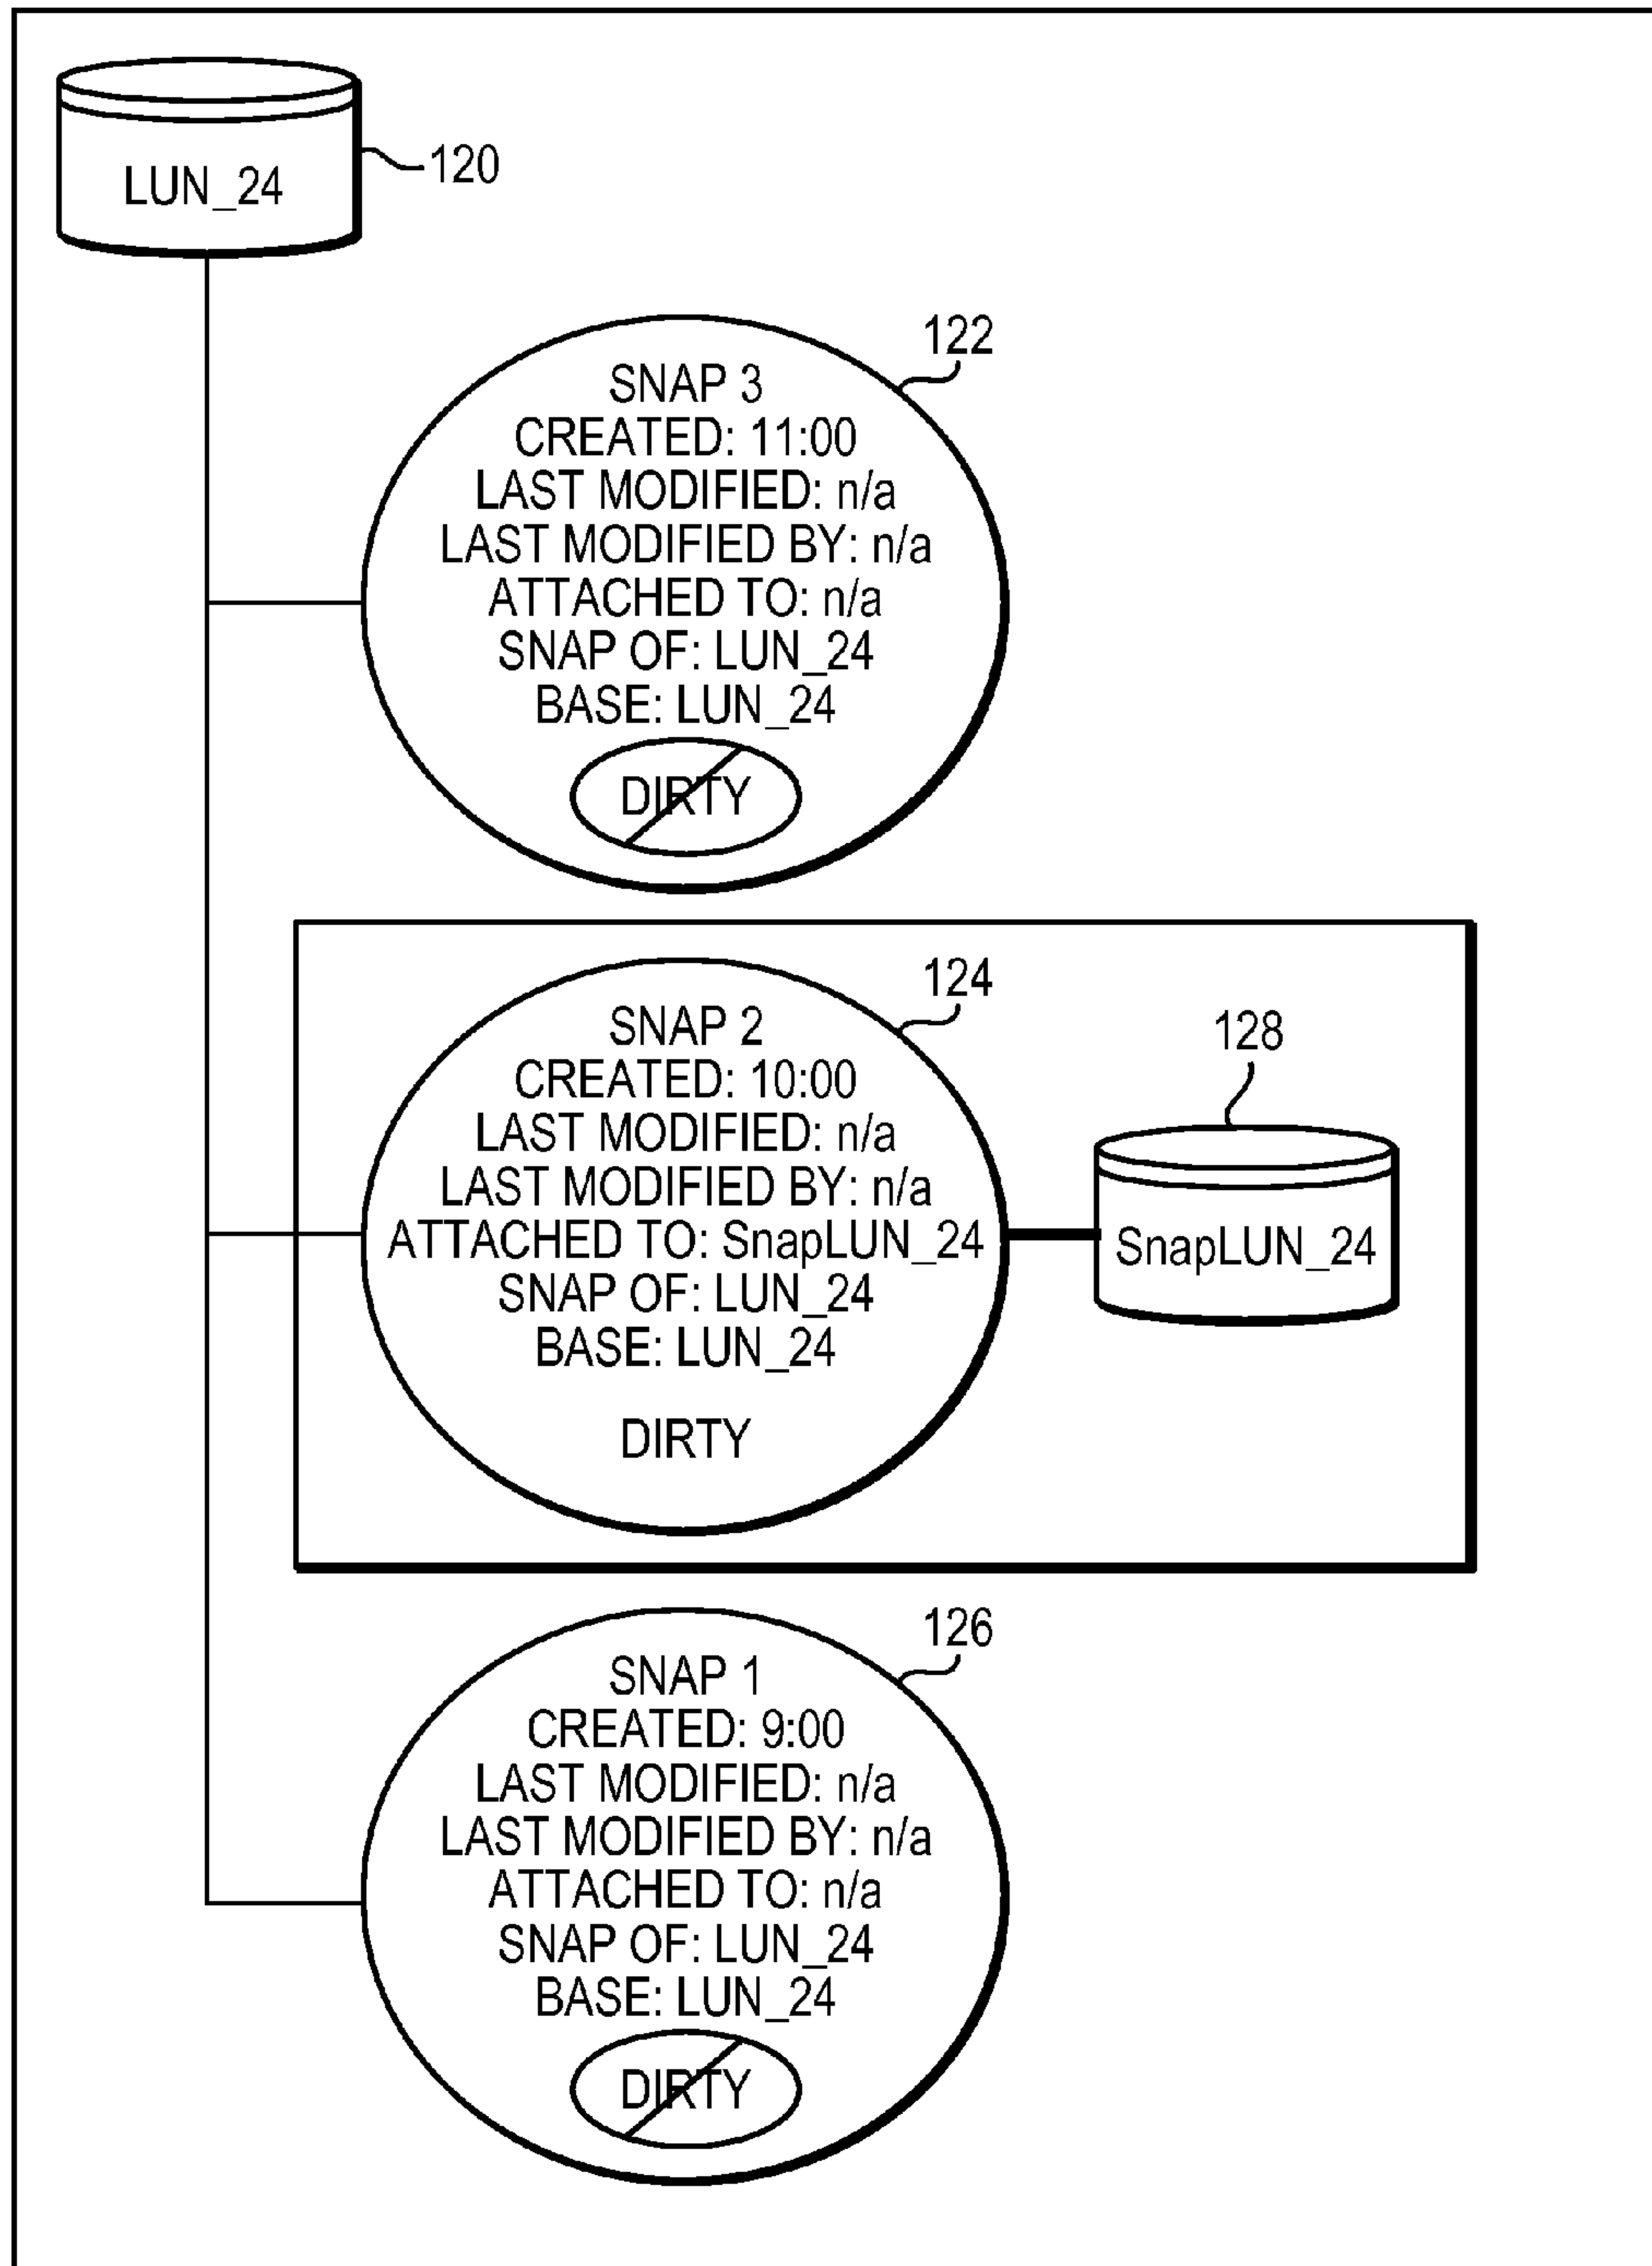 LUN_24
120
122
SNAP 3
CREATED: 11:00
LAST MODIFIED: n/a
LAST MODIFIED BY: n/a
ATTACHED TO: n/a
SNAP OF: LUN_24
BASE: LUN_24
DIRTY
124
SNAP 2
CREATED: 10:00
LAST MODIFIED: n/a
LAST MODIFIED BY: n/a
ATTACHED TO: SnapLUN_24
SNAP OF: LUN_24
BASE: LUN_24
DIRTY
128
SnapLUN_24
126
SNAP 1
CREATED: 9:00
LAST MODIFIED: n/a
LAST MODIFIED BY: n/a
ATTACHED TO: n/a
SNAP OF: LUN_24
BASE: LUN_24
DIRTY